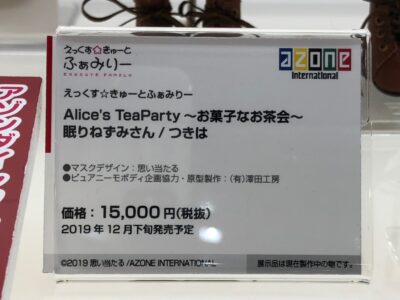 えっくす☆きゅーと
ふぁみりー
EXCUTE FAMILY
azone
international
えっくす☆きゅーとふぁみりー
Alice's TeaParty ～お菓子なお茶会～
眠りねずみさん / つきは
●マスクデザイン：思い当たる
●ピュアニーモボディ企画協力・原型製作：(有)澤田工房
価格：15,000円(税抜)
2019年12月下旬発売予定
©2019 思い当たる/AZONE INTERNATIONAL
展示品は現在製作中の物です。